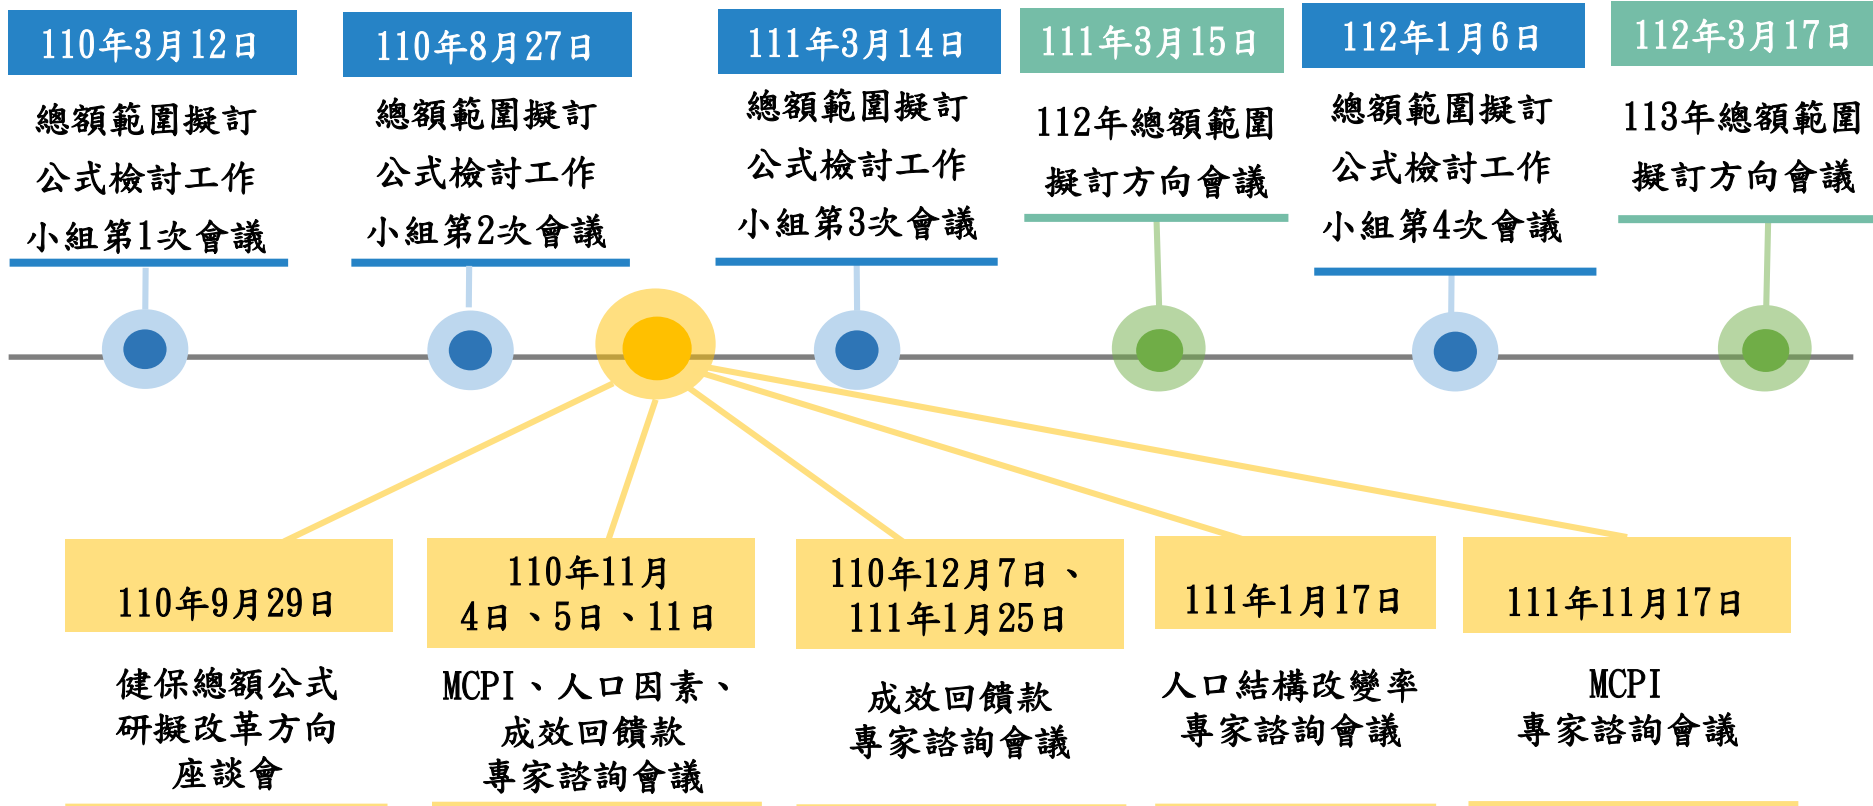 110年3月12日
總額範圍擬訂
公式檢討工作
小組第1次會議
110年8月27日
總額範圍擬訂
公式檢討工作
小組第2次會議
111年3月14日
總額範圍擬訂
公式檢討工作
小組第3次會議
111年3月15日
112年總額範圍
擬訂方向會議
112年1月6日
總額範圍擬訂
公式檢討工作
小組第4次會議
112年3月17日
113年總額範圍
擬訂方向會議
110年9月29日
健保總額公式
研擬改革方向
座談會
110年11月
4日、5日、11日
MCPI、人口因素、
成效回饋款
專家諮詢會議
110年12月7日、
111年1月25日
成效回饋款
專家諮詢會議
111年1月17日
人口結構改變率
專家諮詢會議
111年11月17日
MCPI
專家諮詢會議